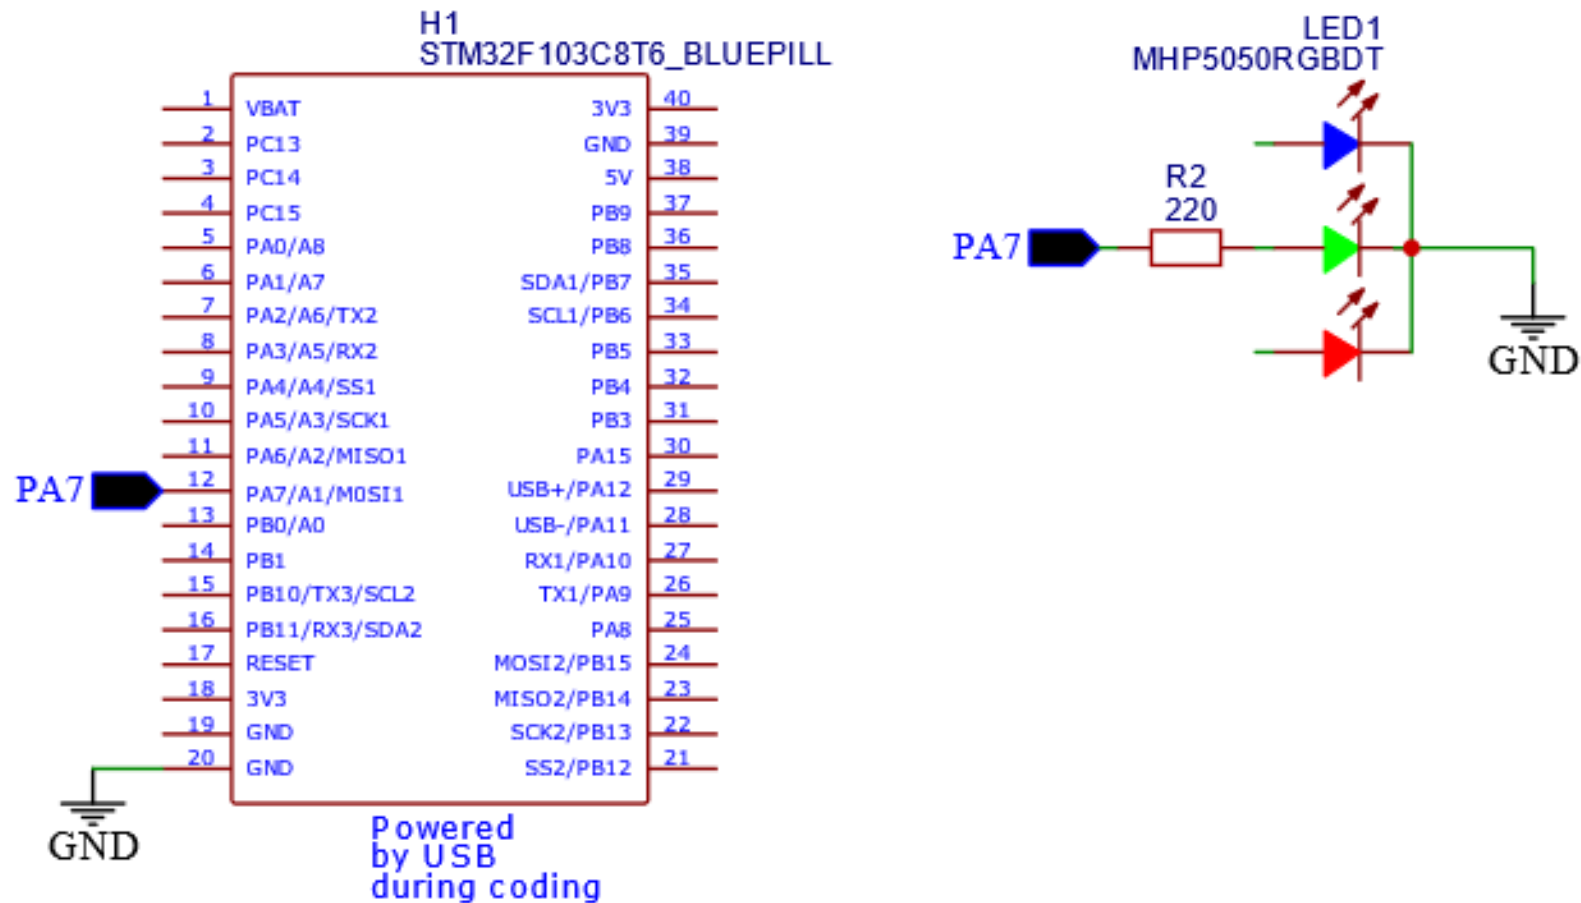 H1
STM32F103C8T6_BLUEPILL
1 VBAT 3V3 40
2 PC13 GND 39
3 PC14 5V 38
4 PC15 PB9 37
5 PA0/A8 PB8 36
6 PA1/A7 SDA1/PB7 35
7 PA2/A6/TX2 SCL1/PB6 34
8 PA3/A5/RX2 PB5 33
9 PA4/A4/SS1 PB4 32
10 PA5/A3/SCK1 PB3 31
11 PA6/A2/MISO1 PA15 30
PA7 12 PA7/A1/M0SI1 USB+/PA12 29
13 PB0/A0 USB-/PA11 28
14 PB1 RX1/PA10 27
15 PB10/TX3/SCL2 TX1/PA9 26
16 PB11/RX3/SDA2 PA8 25
17 RESET MOSI2/PB15 24
18 3V3 MISO2/PB14 23
19 GND SCK2/PB13 22
20 GND SS2/PB12 21
GND
Powered
by USB
during coding
LED1
MHP5050RGBDT
R2
220
PA7
GND